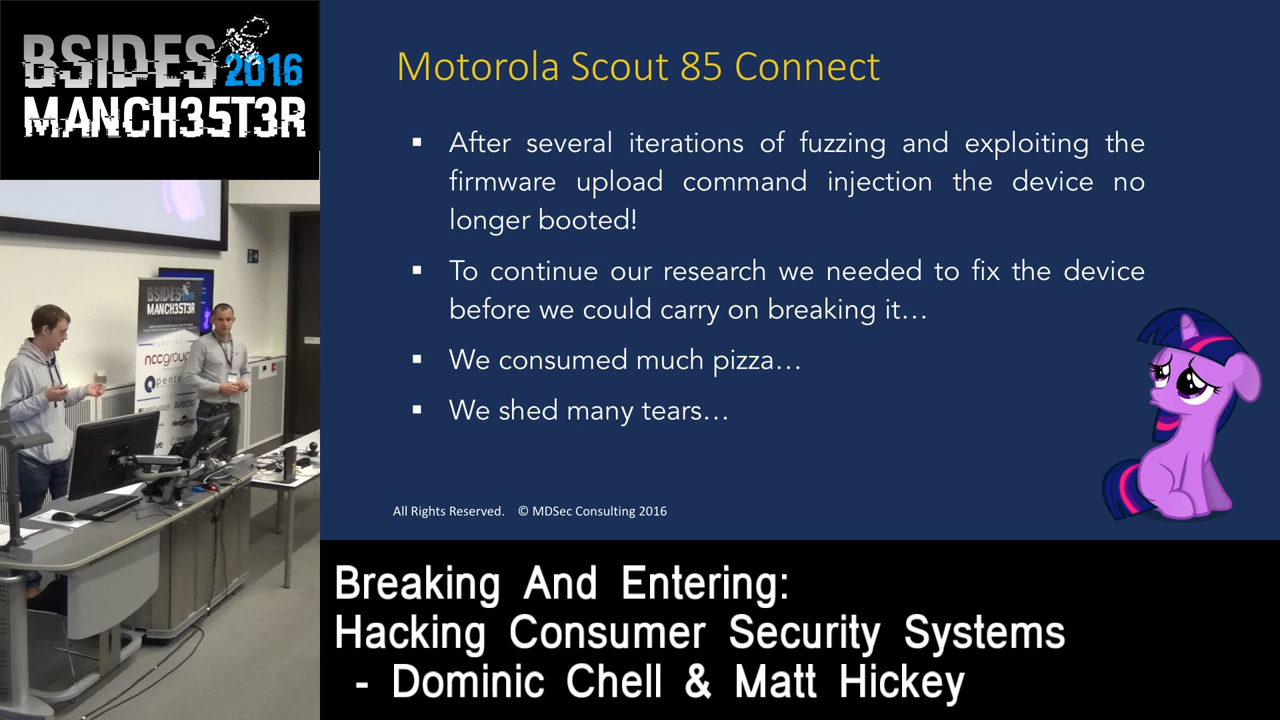 BSIDES 2016
MANCH35T3R
Motorola Scout 85 Connect
▪ After several iterations of fuzzing and exploiting the
firmware upload command injection the device no
longer booted!
▪ To continue our research we needed to fix the device
before we could carry on breaking it…
▪ We consumed much pizza…
▪ We shed many tears…
All Rights Reserved. © MDSec Consulting 2016
BSIDES
MANCH35T3R
nccgroup
Breaking And Entering:
Hacking Consumer Security Systems
- Dominic Chell & Matt Hickey